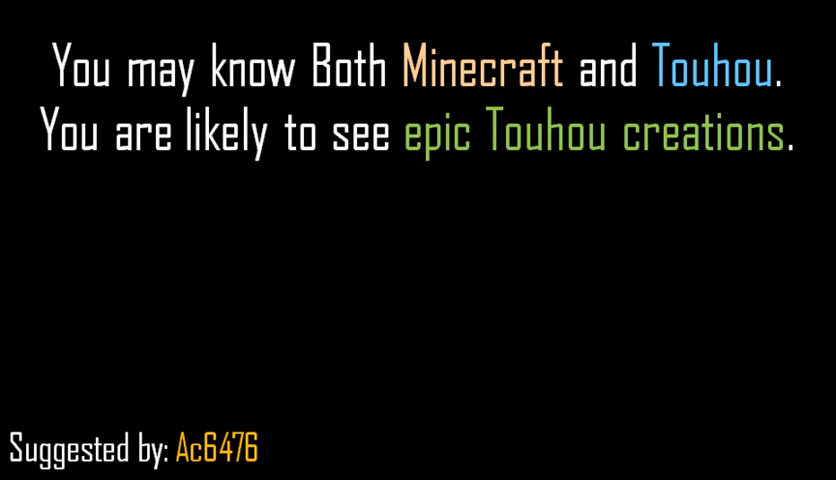 You may know Both Minecraft and Touhou.
You are likely to see epic Touhou creations.
Suggested by: Ac6476